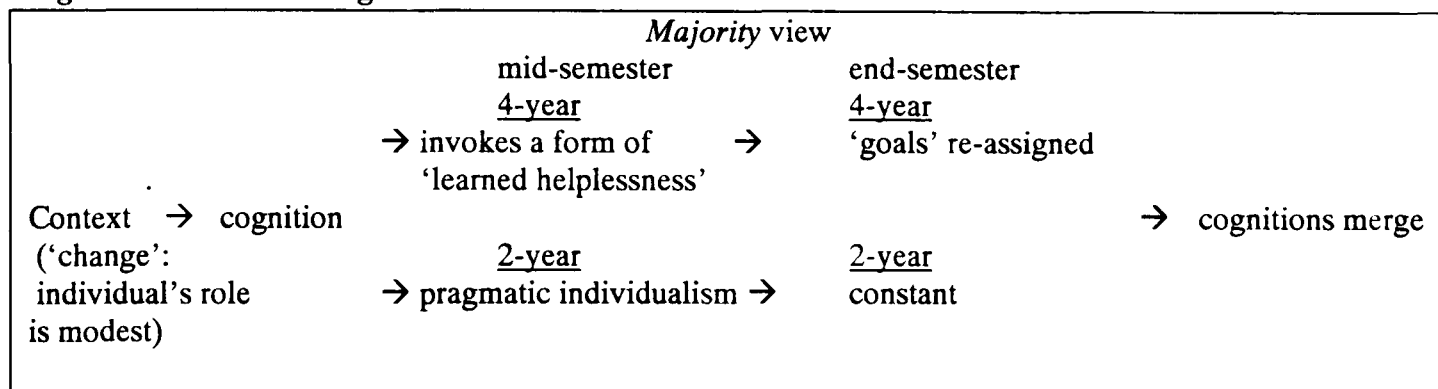 Majority view
mid-semester end-semester
4-year 4-year
→ invokes a form of → 'goals' re-assigned
'learned helplessness'
Context → cognition → cognitions merge
('change': 2-year 2-year
individual's role → pragmatic individualism → constant
is modest)